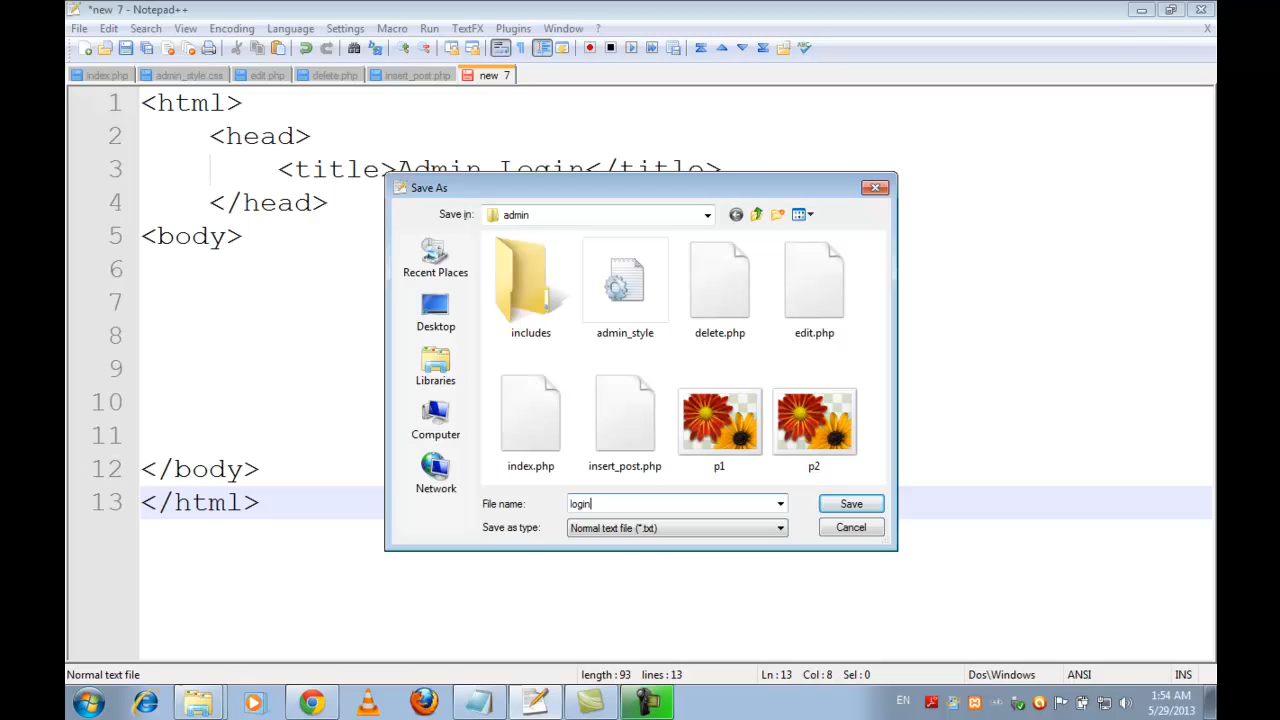 *new 7 - Notepad++
File Edit Search View Encoding Language Settings Macro Run TextFX Plugins Window ? X
index.php admin_style.css edit.php delete.php insert_post.php new 7
1 <html>
2 <head>
3 <title>Admin Login</title>
4 </head>
5 <body>
6
7
8
9
10
11
12 </body>
13 </html>
Save As
Save in: admin
Recent Places
Desktop
Libraries
Computer
Network
includes admin_style delete.php edit.php
index.php insert_post.php p1 p2
File name: login Save
Save as type: Normal text file (*.txt) Cancel
Normal text file length : 93 lines : 13 Ln : 13 Col : 8 Sel : 0 Dos\Windows ANSI INS
EN 1:54 AM
5/29/2013